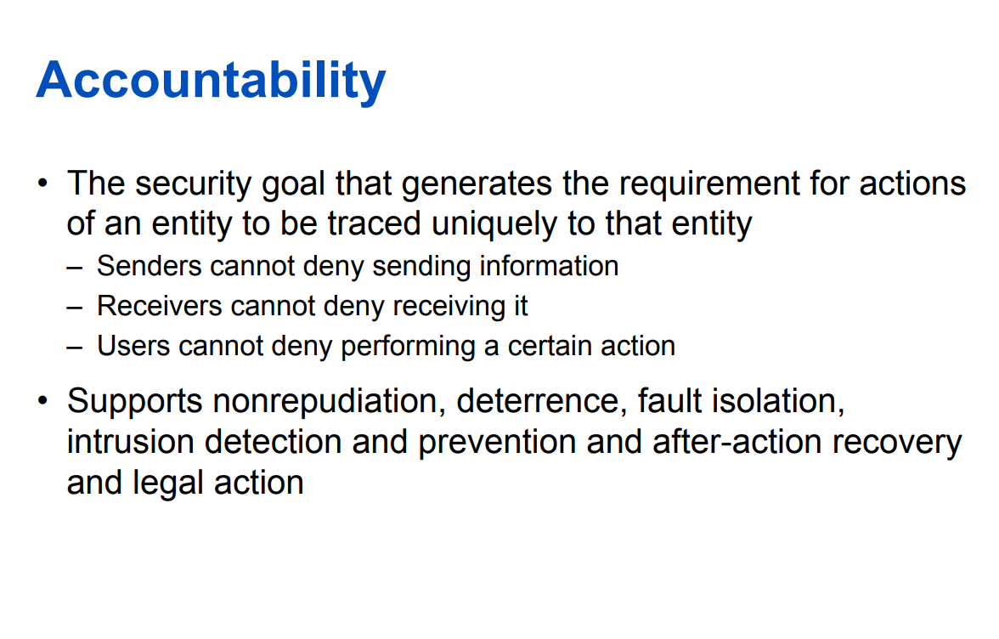 Accountability
• The security goal that generates the requirement for actions
of an entity to be traced uniquely to that entity
– Senders cannot deny sending information
– Receivers cannot deny receiving it
– Users cannot deny performing a certain action
• Supports nonrepudiation, deterrence, fault isolation,
intrusion detection and prevention and after-action recovery
and legal action